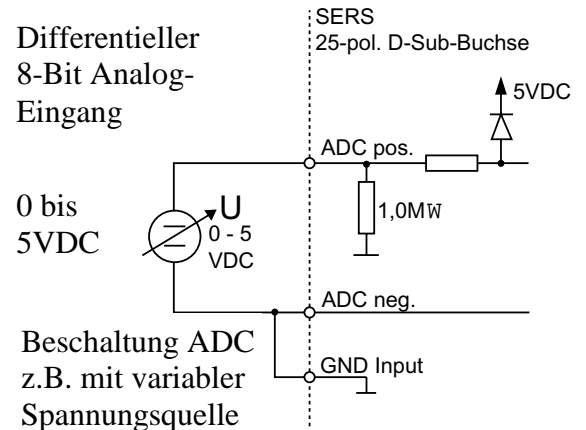 Differentieller
8-Bit Analog-
Eingang
SERS
25-pol. D-Sub-Buchse
5VDC
ADC pos.
0 bis
5VDC
U
0 - 5
VDC
1,0MW
ADC neg.
GND Input
Beschaltung ADC
z.B. mit variabler
Spannungsquelle